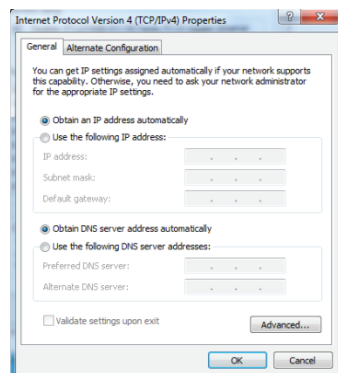 Internet Protocol Version 4 (TCP/IPv4) Properties
General Alternate Configuration
You can get IP settings assigned automatically if your network supports
this capability. Otherwise, you need to ask your network administrator
for the appropriate IP settings.
Obtain an IP address automatically
Use the following IP address:
IP address:
Subnet mask:
Default gateway:
Obtain DNS server address automatically
Use the following DNS server addresses:
Preferred DNS server:
Alternate DNS server:
Validate settings upon exit
Advanced...
OK Cancel